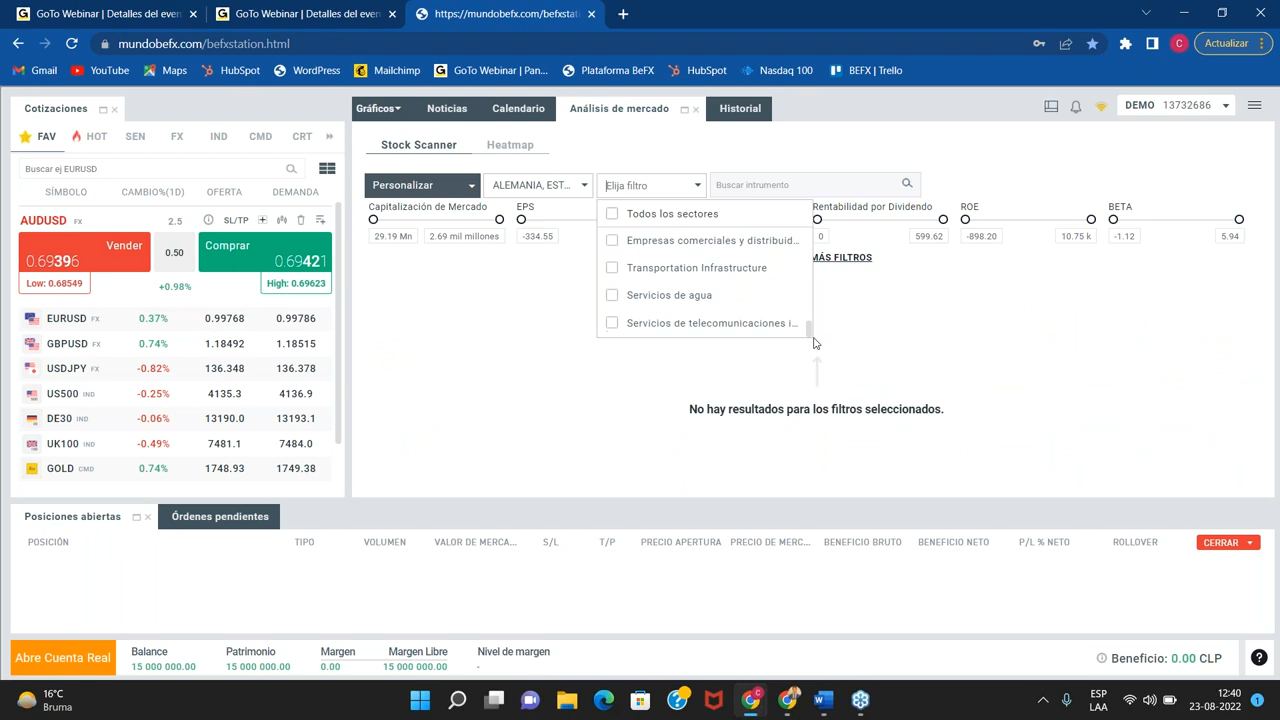 GoTo Webinar | Detalles del even
GoTo Webinar | Detalles del even
https://mundobefx.com/befxstatio
mundobefx.com/befxstation.html
Actualizar
Gmail
YouTube
Maps
HubSpot
WordPress
Mailchimp
GoTo Webinar | Pan...
Plataforma BeFX
HubSpot
Nasdaq 100
BEFX | Trello
Cotizaciones
Gráficos
Noticias
Calendario
Análisis de mercado
Historial
DEMO 13732686
FAV HOT SEN FX IND CMD CRT
Stock Scanner Heatmap
Buscar ej EURUSD
Personalizar
ALEMANIA, EST...
Elija filtro
Buscar intrumento
SÍMBOLO CAMBIO%(1D) OFERTA DEMANDA
Capitalización de Mercado
EPS
Rentabilidad por Dividendo
ROE
BETA
29.19 Mn 2.69 mil millones
-334.55
0 599.62
-898.20 10.75 k
-1.12 5.94
MÁS FILTROS
Todos los sectores
Empresas comerciales y distribuid...
Transportation Infrastructure
Servicios de agua
Servicios de telecomunicaciones i...
No hay resultados para los filtros seleccionados.
AUDUSD FX 2.5 SL/TP
Vender 0.50 Comprar
0.69396 0.69421
Low: 0.68549 +0.98% High: 0.69623
EURUSD FX 0.37% 0.99768 0.99786
GBPUSD FX 0.74% 1.18492 1.18515
USDJPY FX -0.82% 136.348 136.378
US500 IND -0.25% 4135.3 4136.9
DE30 IND -0.06% 13190.0 13193.1
UK100 IND -0.49% 7481.1 7484.0
GOLD CMD 0.74% 1748.93 1749.38
Posiciones abiertas
Órdenes pendientes
POSICIÓN TIPO VOLUMEN VALOR DE MERCA... S/L T/P PRECIO APERTURA PRECIO DE MERC... BENEFICIO BRUTO BENEFICIO NETO P/L % NETO ROLLOVER CERRAR
Abre Cuenta Real
Balance Patrimonio Margen Margen Libre Nivel de margen
15 000 000.00 15 000 000.00 0.00 15 000 000.00 -
Beneficio: 0.00 CLP
16°C
Bruma
ESP
LAA
12:40
23-08-2022